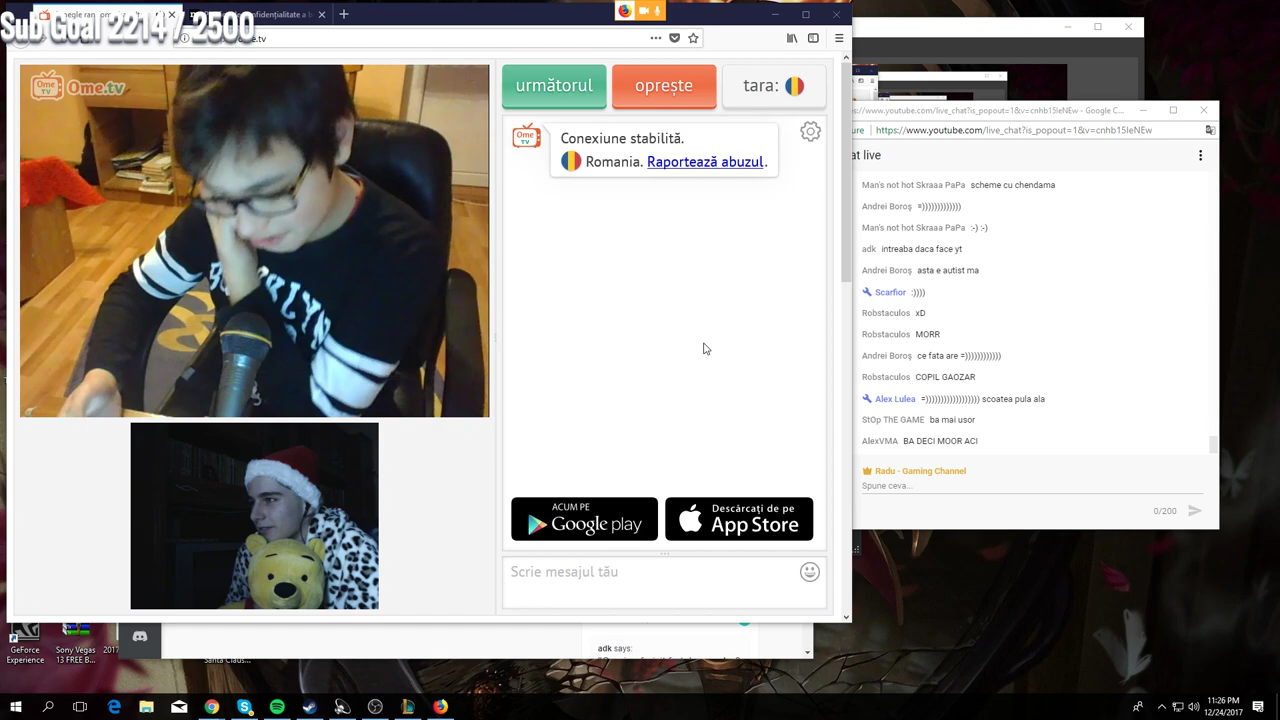 Sub Goal 2214 / 2500
următorul
oprește
tara:
Ome.tv
Ome TV
Conexiune stabilită.
Romania. Raportează abuzul.
ACUM PE
Google play
Descărcați de pe
App Store
Scrie mesajul tău
https://www.youtube.com/live_chat?is_popout=1&v=cnhb15leNEw
Man's not hot Skraaa PaPa scheme cu chendama
Andrei Boroș =)))))))))))))
Man's not hot Skraaa PaPa :-) :-)
adk intreaba daca face yt
Andrei Boroș asta e autist ma
Scarfior :))))
Robstaculos xD
Robstaculos MORR
Andrei Boroș ce fata are =))))))))))))
Robstaculos COPIL GAOZAR
Alex Lulea =)))))))))))))))))) scoatea pula ala
StOp ThE GAME ba mai usor
AlexVMA BA DECI MOOR ACI
Radu - Gaming Channel
Spune ceva...
0/200
GeForce Experience
Sony Vegas 13 FREE B...
2017
Santa Claus...
adk says:
11:26 PM
12/24/2017